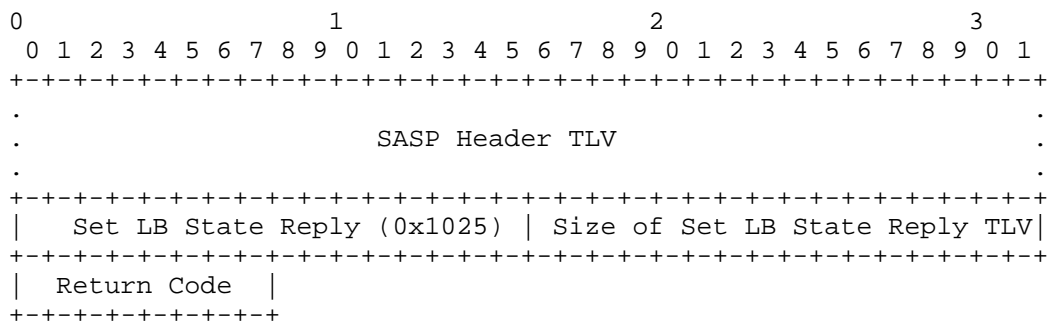 0                   1                   2                   3
 0 1 2 3 4 5 6 7 8 9 0 1 2 3 4 5 6 7 8 9 0 1 2 3 4 5 6 7 8 9 0 1
+-+-+-+-+-+-+-+-+-+-+-+-+-+-+-+-+-+-+-+-+-+-+-+-+-+-+-+-+-+-+-+-+
.                                                               .
.                      SASP Header TLV                          .
.                                                               .
+-+-+-+-+-+-+-+-+-+-+-+-+-+-+-+-+-+-+-+-+-+-+-+-+-+-+-+-+-+-+-+-+
|   Set LB State Reply (0x1025) | Size of Set LB State Reply TLV|
+-+-+-+-+-+-+-+-+-+-+-+-+-+-+-+-+-+-+-+-+-+-+-+-+-+-+-+-+-+-+-+-+
|  Return Code  |
+-+-+-+-+-+-+-+-+